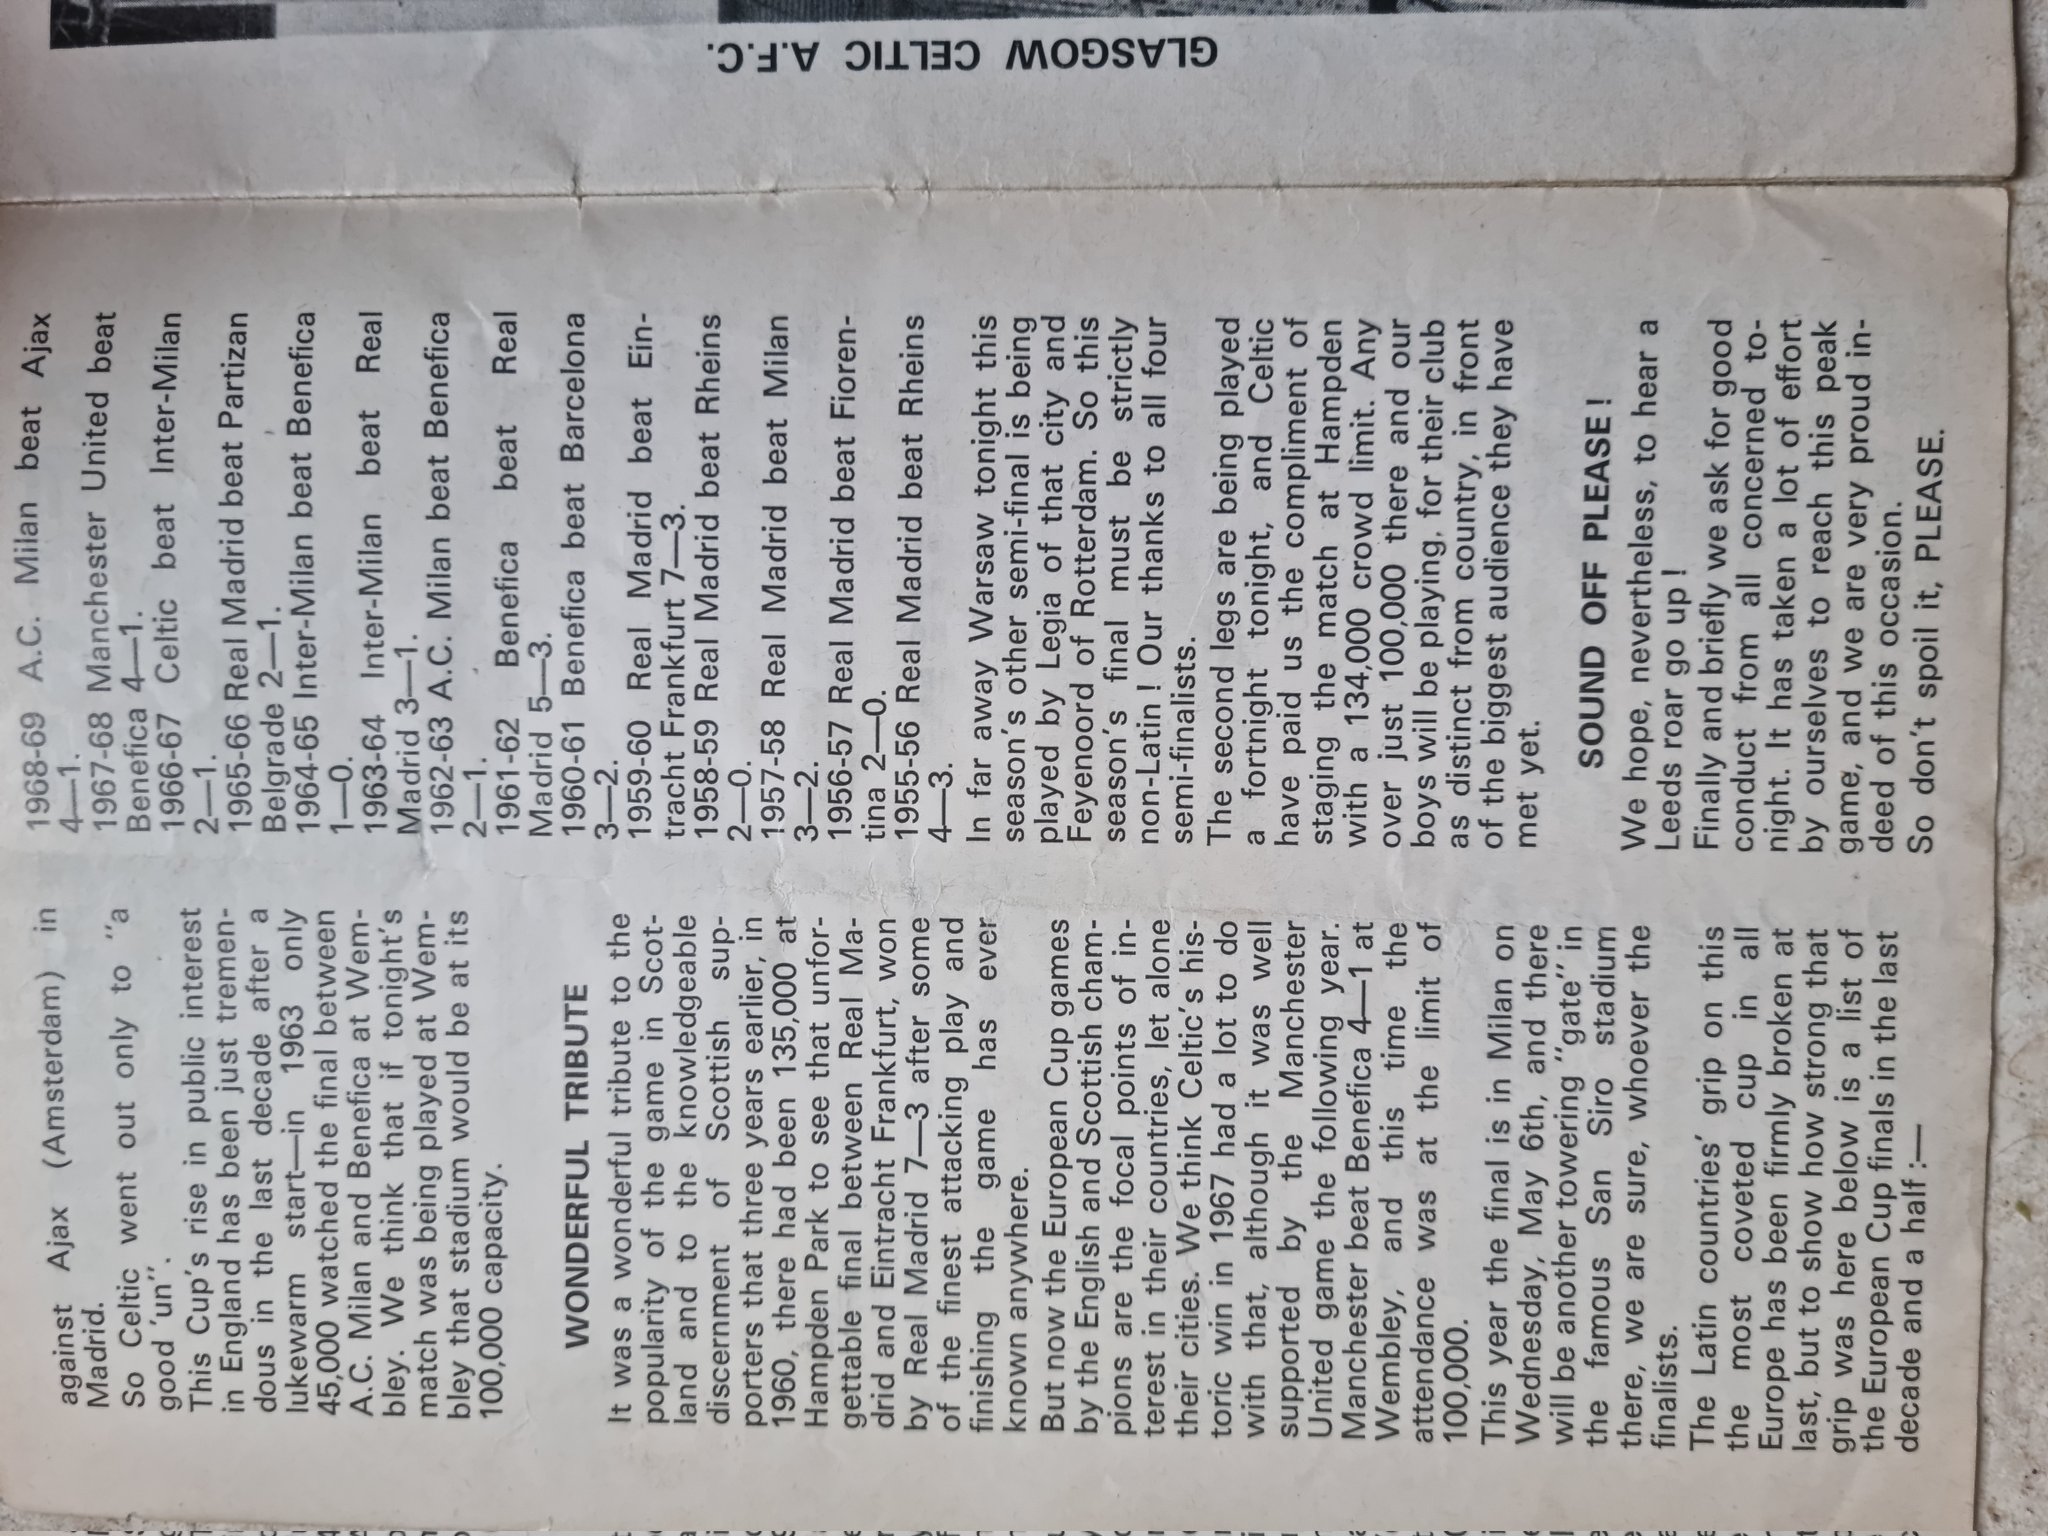 against Ajax (Amsterdam) in
Madrid.
So Celtic went out only to "a
good 'un".
This Cup's rise in public interest
in England has been just tremen-
dous in the last decade after a
lukewarm start—in 1963 only
45,000 watched the final between
A.C. Milan and Benefica at Wem-
bley. We think that if tonight's
match was being played at Wem-
bley that stadium would be at its
100,000 capacity.
WONDERFUL TRIBUTE
It was a wonderful tribute to the
popularity of the game in Scot-
land and to the knowledgeable
discernment of Scottish sup-
porters that three years earlier, in
1960, there had been 135,000 at
Hampden Park to see that unfor-
gettable final between Real Ma-
drid and Eintracht Frankfurt, won
by Real Madrid 7—3 after some
of the finest attacking play and
finishing the game has ever
known anywhere.
But now the European Cup games
by the English and Scottish cham-
pions are the focal points of in-
terest in their countries, let alone
their cities. We think Celtic's his-
toric win in 1967 had a lot to do
with that, although it was well
supported by the Manchester
United game the following year.
Manchester beat Benefica 4—1 at
Wembley, and this time the
attendance was at the limit of
100,000.
This year the final is in Milan on
Wednesday, May 6th, and there
will be another towering "gate" in
the famous San Siro stadium
there, we are sure, whoever the
finalists.
The Latin countries' grip on this
the most coveted cup in all
Europe has been firmly broken at
last, but to show how strong that
grip was here below is a list of
the European Cup finals in the last
decade and a half :—
1968-69 A.C. Milan beat Ajax
4—1.
1967-68 Manchester United beat
Benefica 4—1.
1966-67 Celtic beat Inter-Milan
2—1.
1965-66 Real Madrid beat Partizan
Belgrade 2—1.
1964-65 Inter-Milan beat Benefica
1—0.
1963-64 Inter-Milan beat Real
Madrid 3—1.
1962-63 A.C. Milan beat Benefica
2—1.
1961-62 Benefica beat Real
Madrid 5—3.
1960-61 Benefica beat Barcelona
3—2.
1959-60 Real Madrid beat Ein-
tracht Frankfurt 7—3.
1958-59 Real Madrid beat Rheins
2—0.
1957-58 Real Madrid beat Milan
3—2.
1956-57 Real Madrid beat Fioren-
tina 2—0.
1955-56 Real Madrid beat Rheins
4—3.
In far away Warsaw tonight this
season's other semi-final is being
played by Legia of that city and
Feyenoord of Rotterdam. So this
season's final must be strictly
non-Latin ! Our thanks to all four
semi-finalists.
The second legs are being played
a fortnight tonight, and Celtic
have paid us the compliment of
staging the match at Hampden
with a 134,000 crowd limit. Any
over just 100,000 there and our
boys will be playing, for their club
as distinct from country, in front
of the biggest audience they have
met yet.
SOUND OFF PLEASE !
We hope, nevertheless, to hear a
Leeds roar go up !
Finally and briefly we ask for good
conduct from all concerned to-
night. It has taken a lot of effort
by ourselves to reach this peak
game, and we are very proud in-
deed of this occasion.
So don't spoil it, PLEASE.
GLASGOW CELTIC A.F.C.